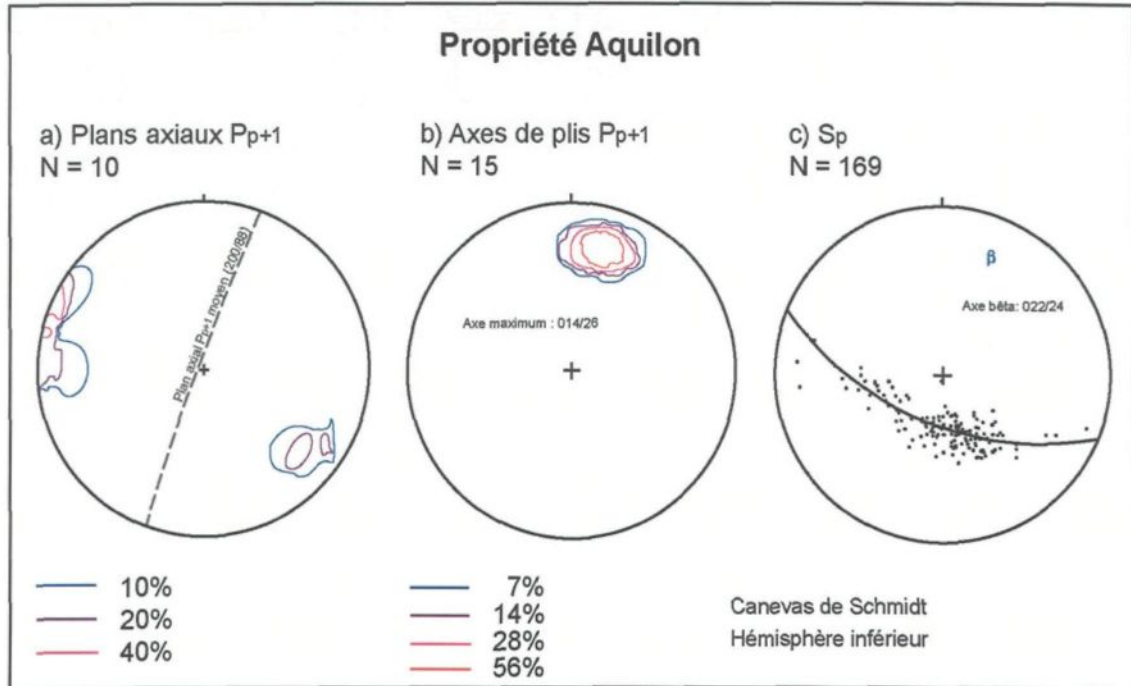 Propriété Aquilon
a) Plans axiaux Pp+1
N = 10
b) Axes de plis Pp+1
N = 15
c) Sp
N = 169
Plan axial Pp+1 moyen (200/88)
Axe maximum : 014/26
β
Axe bêta: 022/24
10%
20%
40%
7%
14%
28%
56%
Canevas de Schmidt
Hémisphère inférieur